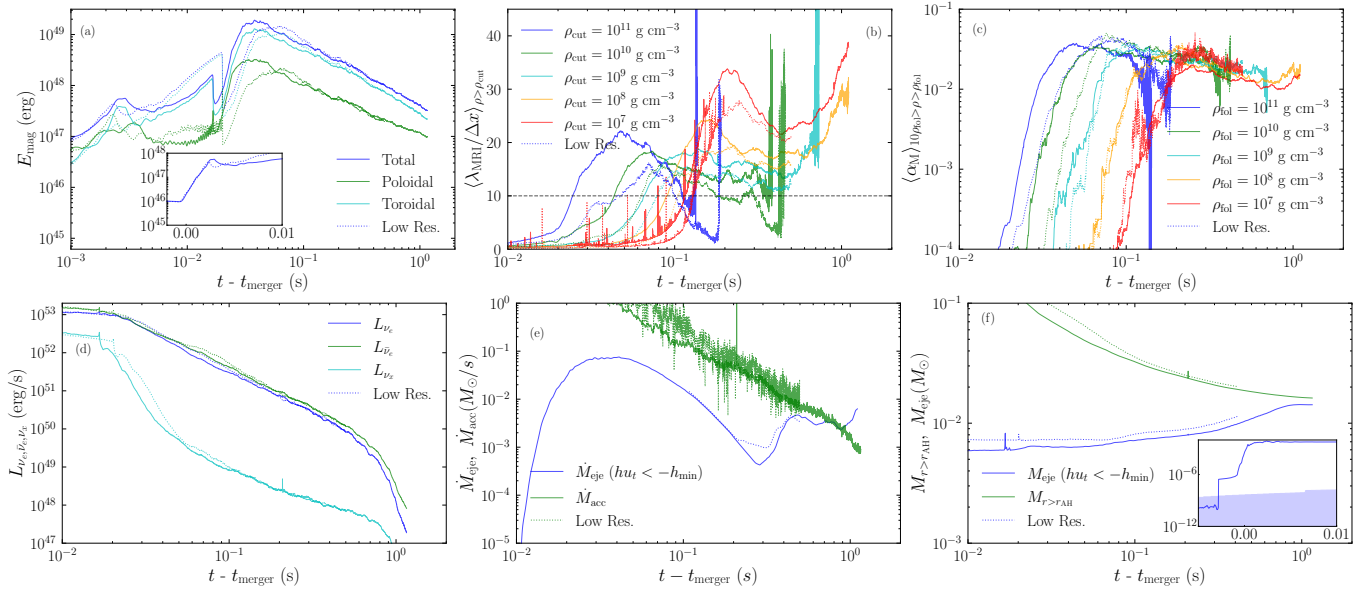 (a)
E_mag (erg)
10^49
10^48
10^47
10^46
10^45
10^48
10^47
10^46
10^45
0.00
0.01
Total
Poloidal
Toroidal
Low Res.
10^−3
10^−2
10^−1
10^0
t - t_merger (s)
(b)
⟨λ_MRI/Δx⟩_ρ>ρ_cut
40
30
20
10
0
ρ_cut = 10^11 g cm^−3
ρ_cut = 10^10 g cm^−3
ρ_cut = 10^9 g cm^−3
ρ_cut = 10^8 g cm^−3
ρ_cut = 10^7 g cm^−3
Low Res.
10^−2
10^−1
10^0
t - t_merger(s)
(c)
⟨α_M⟩_10ρ_fol>ρ>ρ_fol
10^−1
10^−2
10^−3
10^−4
ρ_fol = 10^11 g cm^−3
ρ_fol = 10^10 g cm^−3
ρ_fol = 10^9 g cm^−3
ρ_fol = 10^8 g cm^−3
ρ_fol = 10^7 g cm^−3
Low Res.
10^−2
10^−1
10^0
t - t_merger (s)
(d)
L_ν_e,ν̄_e,ν_x (erg/s)
10^53
10^52
10^51
10^50
10^49
10^48
10^47
L_ν_e
L_ν̄_e
L_ν_x
Low Res.
10^−2
10^−1
10^0
t - t_merger (s)
(e)
Ṁ_eje, Ṁ_acc(M_⊙/s)
10^0
10^−1
10^−2
10^−3
10^−4
10^−5
Ṁ_eje (hu_t < −h_min)
Ṁ_acc
Low Res.
10^−2
10^−1
10^0
t − t_merger (s)
(f)
M_r>r_AH, M_eje(M_⊙)
10^−1
10^−2
10^−3
M_eje (hu_t < −h_min)
M_r>r_AH
Low Res.
10^−6
10^−12
0.00
0.01
10^−2
10^−1
10^0
t - t_merger (s)